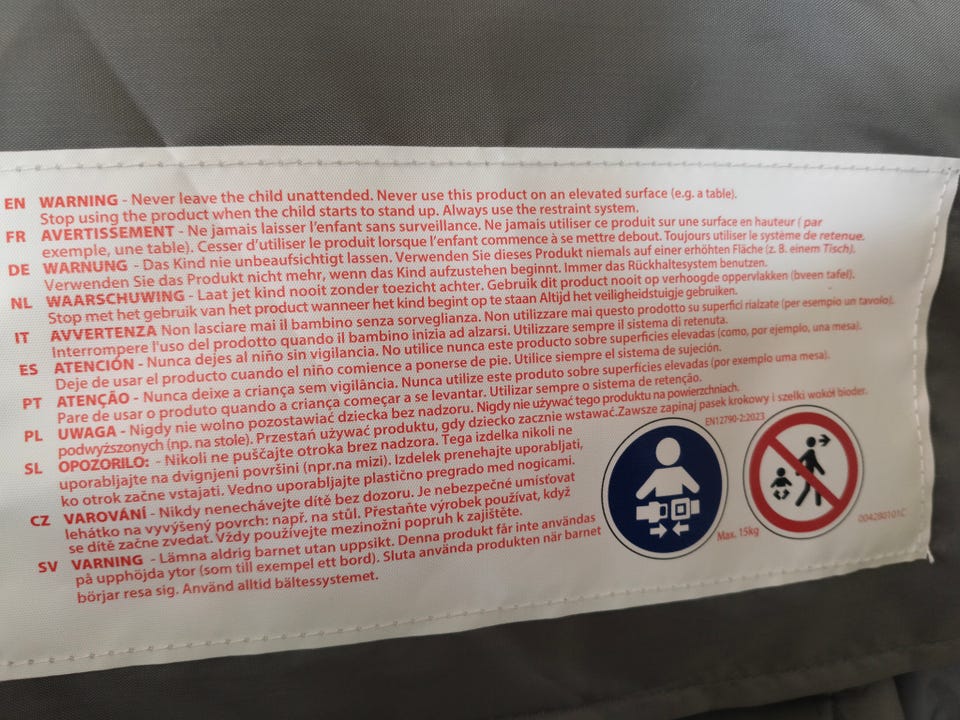 EN WARNING - Never leave the child unattended. Never use this product on an elevated surface (e.g. a table).
Stop using the product when the child starts to stand up. Always use the restraint system.
FR AVERTISSEMENT - Ne jamais laisser l'enfant sans surveillance. Ne jamais utiliser ce produit sur une surface en hauteur ( par
exemple, une table). Cesser d'utiliser le produit lorsque l'enfant commence à se mettre debout. Toujours utiliser le système de retenue.
DE WARNUNG - Das Kind nie unbeaufsichtigt lassen. Verwenden Sie dieses Produkt niemals auf einer erhöhten Fläche (z. B. einem Tisch).
Verwenden Sie das Produkt nicht mehr, wenn das Kind aufzustehen beginnt. Immer das Rückhaltesystem benutzen.
NL WAARSCHUWING - Laat jet kind nooit zonder toezicht achter. Gebruik dit product nooit op verhoogde oppervlakken (bveen tafel).
Stop met het gebruik van het product wanneer het kind begint op te staan Altijd het veiligheidstuigje gebruiken.
IT AVVERTENZA Non lasciare mai il bambino senza sorveglianza. Non utilizzare mai questo prodotto su superfici rialzate (per esempio un tavolo).
Interrompere l'uso del prodotto quando il bambino inizia ad alzarsi. Utilizzare sempre il sistema di retenuta.
ES ATENCIÓN - Nunca dejes al niño sin vigilancia. No utilice nunca este producto sobre superficies elevadas (como, por ejemplo, una mesa).
Deje de usar el producto cuando el niño comience a ponerse de pie. Utilice siempre el sistema de sujeción.
PT ATENÇÃO - Nunca deixe a criança sem vigilância. Nunca utilize este produto sobre superfícies elevadas (por exemplo uma mesa).
Pare de usar o produto quando a criança começar a se levantar. Utilizar sempre o sistema de retenção.
PL UWAGA - Nigdy nie wolno pozostawiać dziecka bez nadzoru. Nigdy nie używać tego produktu na powierzchniach.
podwyższonych (np. na stole). Przestań używać produktu, gdy dziecko zacznie wstawać.Zawsze zapinaj pasek krokowy i szelki wokół bioder.
SL OPOZORILO: - Nikoli ne puščajte otroka brez nadzora. Tega izdelka nikoli ne
uporabljajte na dvignjeni površini (npr.na mizi). Izdelek prenehajte uporabljati,
ko otrok začne vstajati. Vedno uporabljajte plastično pregrado med nogicami.
CZ VAROVÁNÍ - Nikdy nenechávejte dítě bez dozoru. Je nebezpečné umísťovat
lehátko na vyvýšený povrch: např. na stůl. Přestaňte výrobek používat, když
se dítě začne zvedat. Vždy používejte mezinožní popruh k zajištěte.
SV VARNING - Lämna aldrig barnet utan uppsikt. Denna produkt får inte användas
på upphöjda ytor (som till exempel ett bord). Sluta använda produkten när barnet
börjar resa sig. Använd alltid bältessystemet.
EN12790-2:2023
Max. 15kg
004280101C